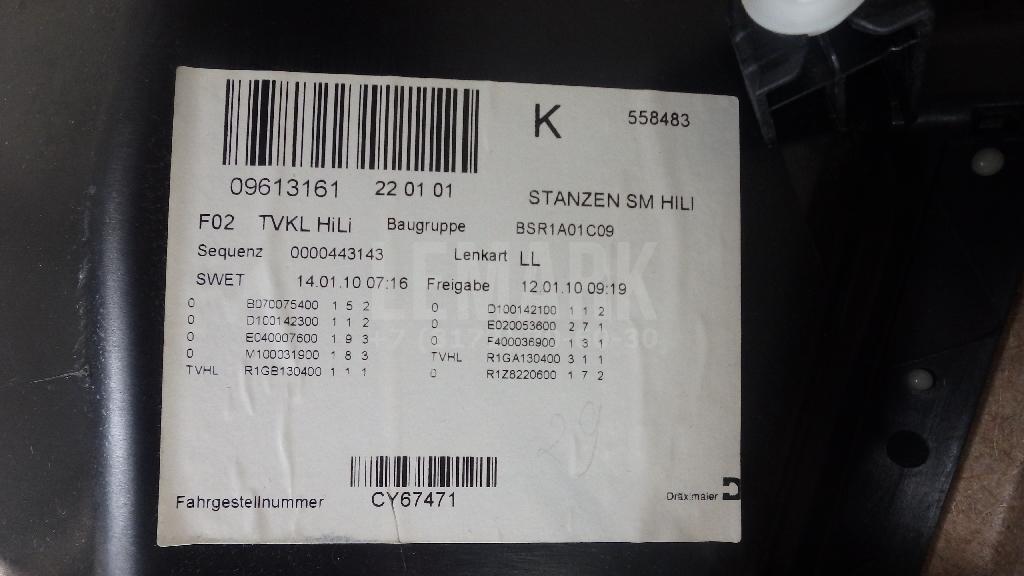 K 558483
09613161 22 01 01
STANZEN SM HILI
F02 TVKL HiLi Baugruppe BSR1A01C09
Sequenz 0000443143 Lenkart LL
SWET 14.01.10 07:16 Freigabe 12.01.10 09:19
0 B070075400 1 5 2 0 D100142100 1 1 2
0 D100142300 1 1 2 0 E020053600 2 7 1
0 E040007600 1 9 3 0 F400036900 1 3 1
0 M100031900 1 8 3 TVHL R1GA130400 3 1 1
TVHL R1GB130400 1 1 1 0 R1Z8220600 1 7 2
29
Fahrgestellnummer CY67471 Dräxlmaier